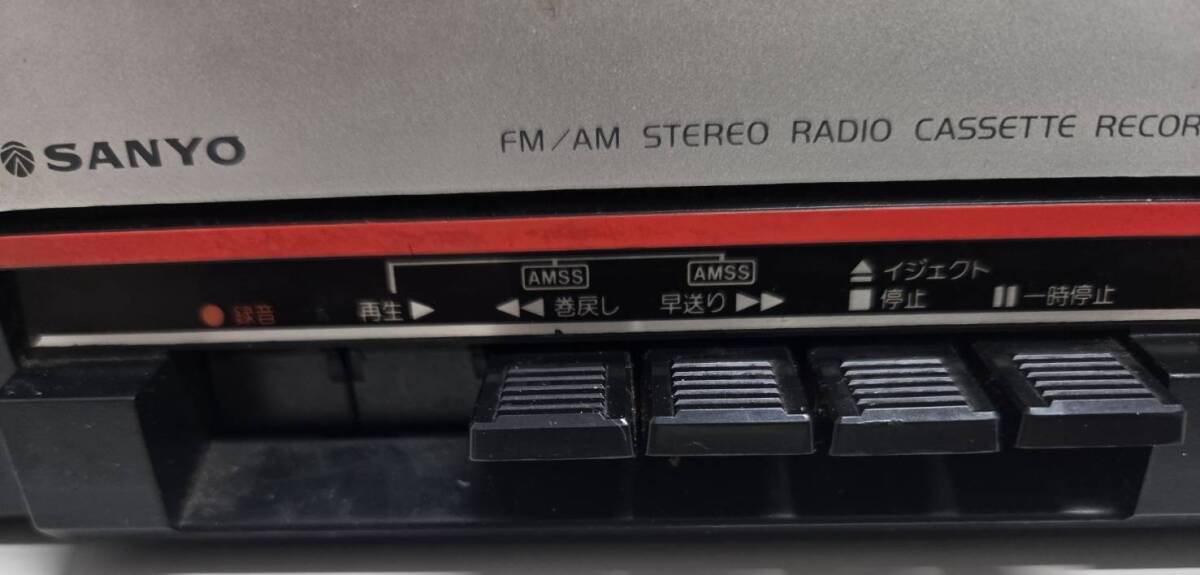 SANYO
FM/AM STEREO RADIO CASSETTE RECOR
AMSS AMSS ⏏イジェクト
●録音 再生▶ ◀◀巻戻し 早送り▶▶ ■停止 ❚❚一時停止